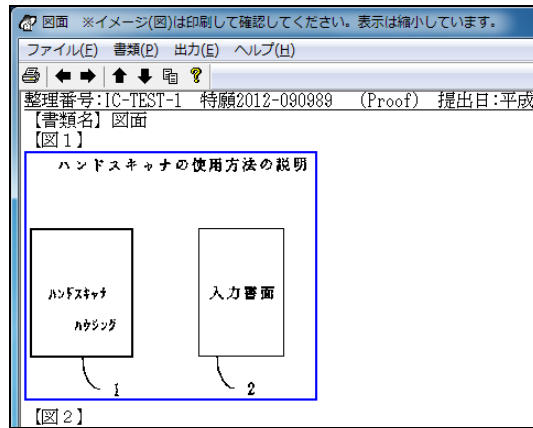 図面 ※イメージ(図)は印刷して確認してください。表示は縮小しています。
ファイル(F) 書類(P) 出力(E) ヘルプ(H)
整理番号:IC-TEST-1 特願2012-090989 (Proof) 提出日:平成
【書類名】図面
【図1】
ハンドスキャナの使用方法の説明
ハンドスキャナ
ハウジング
入力書面
1
2
【図2】